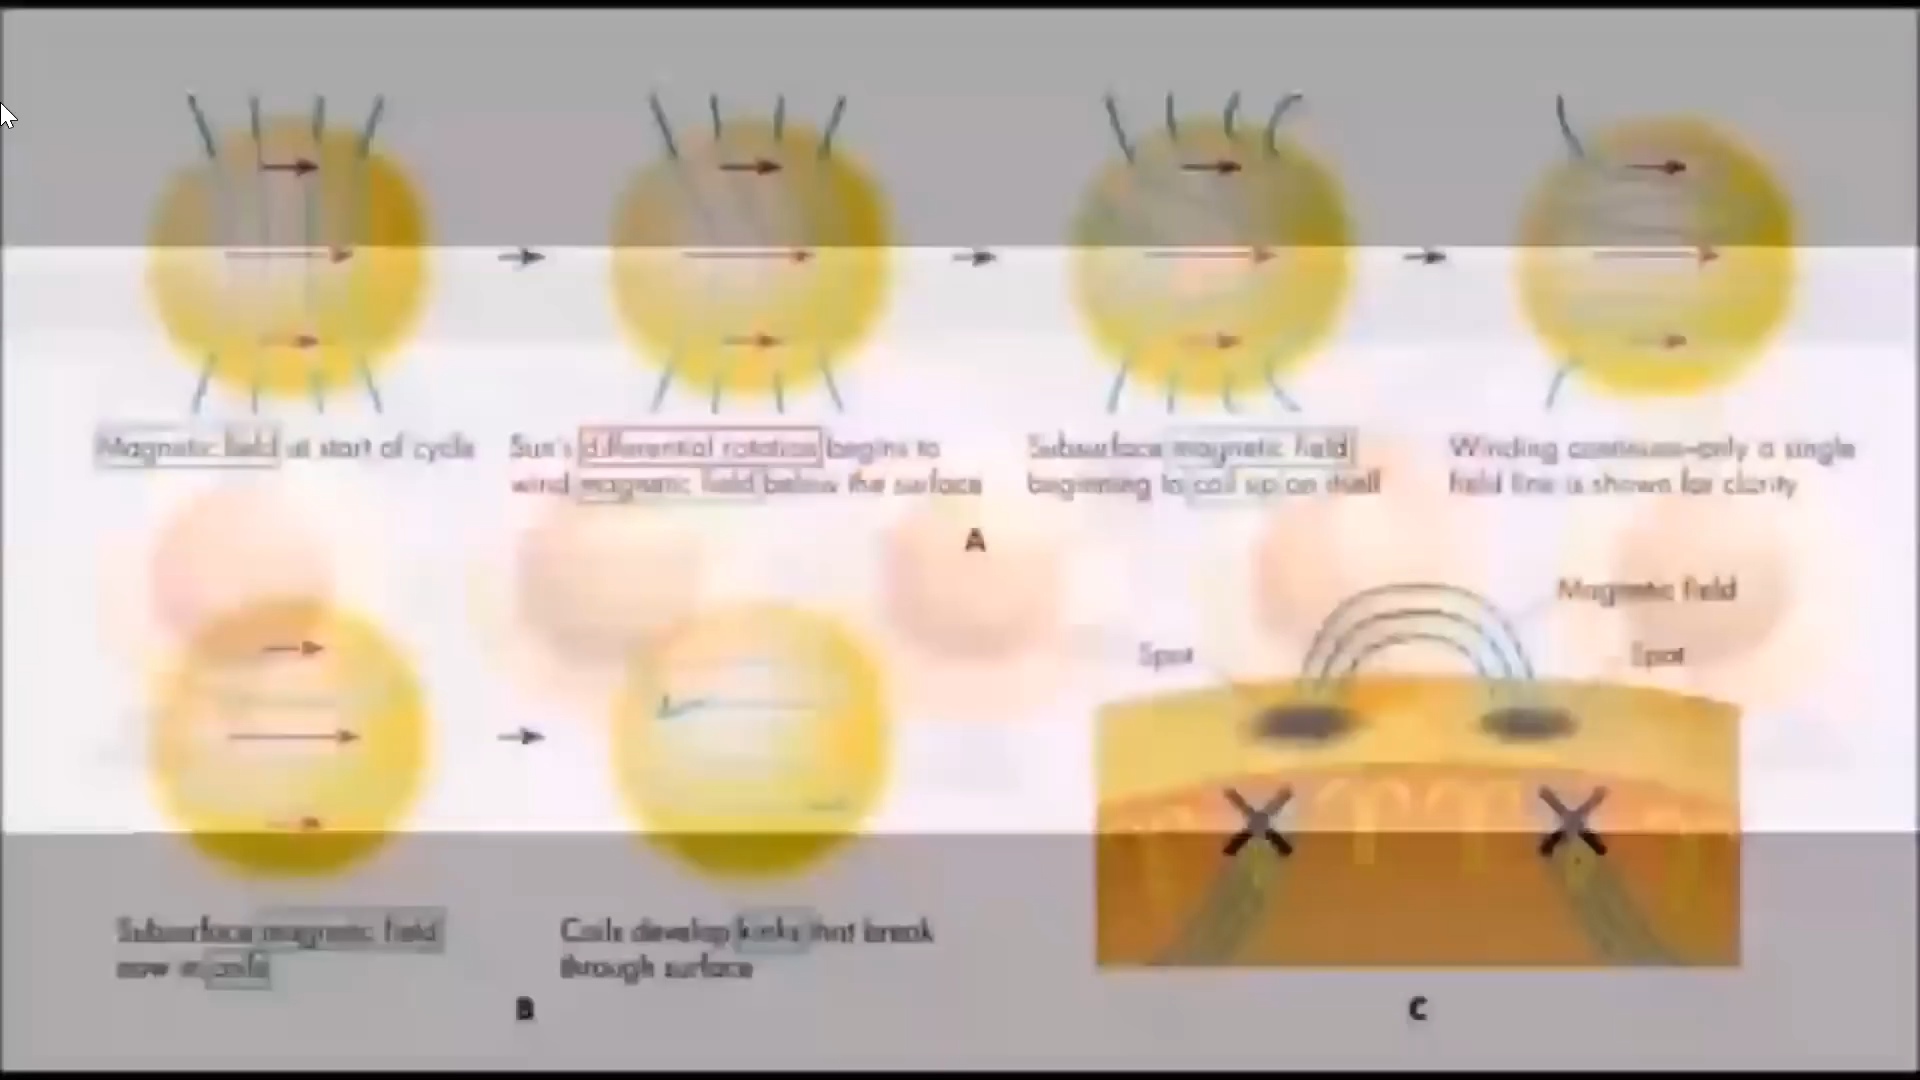 Magnetic field at start of cycle
Sun's differential rotation begins to
wind magnetic field below the surface
Subsurface magnetic field
beginning to coil up on itself
Winding continues–only a single
field line is shown for clarity
A
Magnetic field
Spot
Spot
Subsurface magnetic field
now in coils
Coils develop kinks that break
through surface
B
C